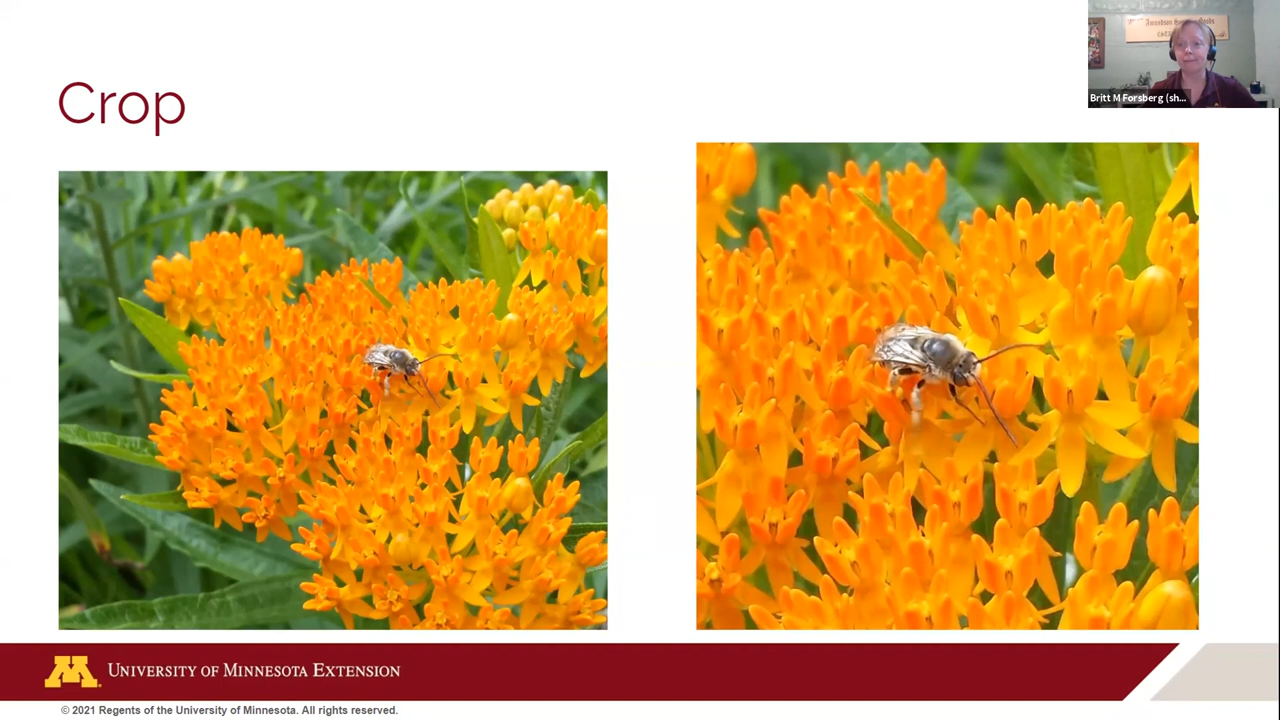 Crop
Britt M Forsberg (sh...
University of Minnesota Extension
© 2021 Regents of the University of Minnesota. All rights reserved.